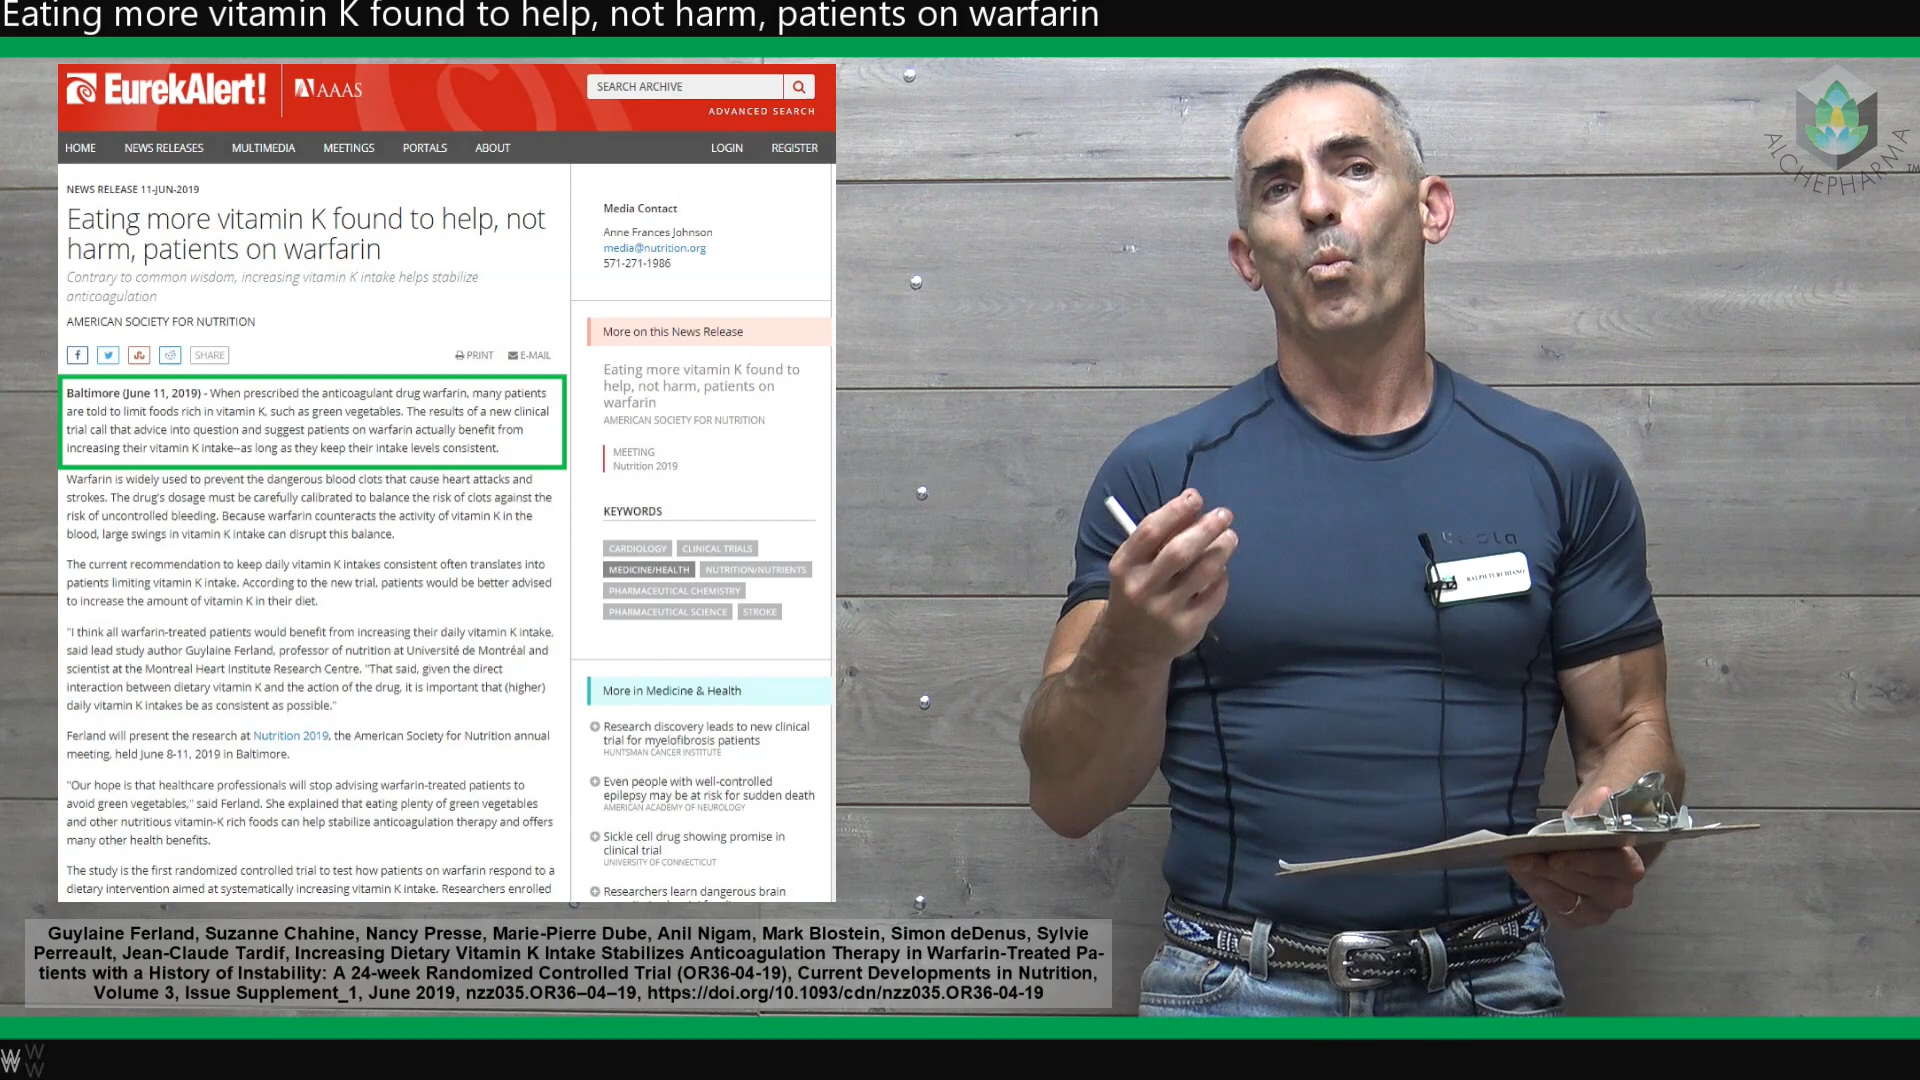 Eating more vitamin K found to help, not harm, patients on warfarin
EurekAlert! AAAS
SEARCH ARCHIVE
ADVANCED SEARCH
HOME NEWS RELEASES MULTIMEDIA MEETINGS PORTALS ABOUT LOGIN REGISTER
NEWS RELEASE 11-JUN-2019
Eating more vitamin K found to help, not
harm, patients on warfarin
Contrary to common wisdom, increasing vitamin K intake helps stabilize
anticoagulation
AMERICAN SOCIETY FOR NUTRITION
SHARE
PRINT E-MAIL
Baltimore (June 11, 2019) - When prescribed the anticoagulant drug warfarin, many patients
are told to limit foods rich in vitamin K, such as green vegetables. The results of a new clinical
trial call that advice into question and suggest patients on warfarin actually benefit from
increasing their vitamin K intake--as long as they keep their intake levels consistent.
Warfarin is widely used to prevent the dangerous blood clots that cause heart attacks and
strokes. The drug's dosage must be carefully calibrated to balance the risk of clots against the
risk of uncontrolled bleeding. Because warfarin counteracts the activity of vitamin K in the
blood, large swings in vitamin K intake can disrupt this balance.
The current recommendation to keep daily vitamin K intakes consistent often translates into
patients limiting vitamin K intake. According to the new trial, patients would be better advised
to increase the amount of vitamin K in their diet.
"I think all warfarin-treated patients would benefit from increasing their daily vitamin K intake,
said lead study author Guylaine Ferland, professor of nutrition at Université de Montréal and
scientist at the Montreal Heart Institute Research Centre. "That said, given the direct
interaction between dietary vitamin K and the action of the drug, it is important that (higher)
daily vitamin K intakes be as consistent as possible."
Ferland will present the research at Nutrition 2019, the American Society for Nutrition annual
meeting, held June 8-11, 2019 in Baltimore.
"Our hope is that healthcare professionals will stop advising warfarin-treated patients to
avoid green vegetables," said Ferland. She explained that eating plenty of green vegetables
and other nutritious vitamin-K rich foods can help stabilize anticoagulation therapy and offers
many other health benefits.
The study is the first randomized controlled trial to test how patients on warfarin respond to a
dietary intervention aimed at systematically increasing vitamin K intake. Researchers enrolled
Media Contact
Anne Frances Johnson
media@nutrition.org
571-271-1986
More on this News Release
Eating more vitamin K found to
help, not harm, patients on
warfarin
AMERICAN SOCIETY FOR NUTRITION
MEETING
Nutrition 2019
KEYWORDS
CARDIOLOGY CLINICAL TRIALS
MEDICINE/HEALTH NUTRITION/NUTRIENTS
PHARMACEUTICAL CHEMISTRY
PHARMACEUTICAL SCIENCE STROKE
More in Medicine & Health
Research discovery leads to new clinical
trial for myelofibrosis patients
HUNTSMAN CANCER INSTITUTE
Even people with well-controlled
epilepsy may be at risk for sudden death
AMERICAN ACADEMY OF NEUROLOGY
Sickle cell drug showing promise in
clinical trial
UNIVERSITY OF CONNECTICUT
Researchers learn dangerous brain
ALCHEPHARMA TM
RALPH TURCHIANO
Guylaine Ferland, Suzanne Chahine, Nancy Presse, Marie-Pierre Dube, Anil Nigam, Mark Blostein, Simon deDenus, Sylvie
Perreault, Jean-Claude Tardif, Increasing Dietary Vitamin K Intake Stabilizes Anticoagulation Therapy in Warfarin-Treated Pa-
tients with a History of Instability: A 24-week Randomized Controlled Trial (OR36-04-19), Current Developments in Nutrition,
Volume 3, Issue Supplement_1, June 2019, nzz035.OR36–04–19, https://doi.org/10.1093/cdn/nzz035.OR36-04-19